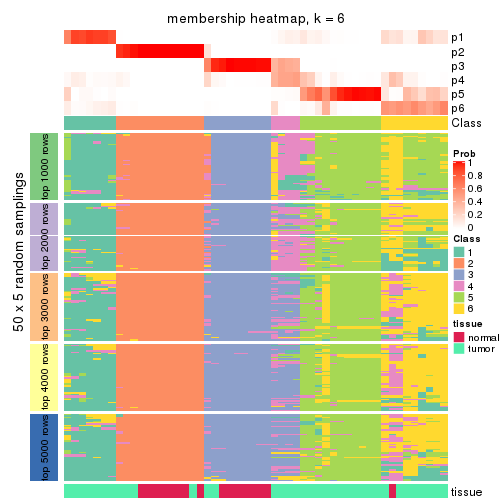 membership heatmap, k = 6
p1
p2
p3
p4
p5
p6
Class
50 x 5 random samplings
top 1000 rows
top 2000 rows
top 3000 rows
top 4000 rows
top 5000 rows
Prob
1
0.8
0.6
0.4
0.2
0
Class
1
2
3
4
5
6
tissue
normal
tumor
tissue